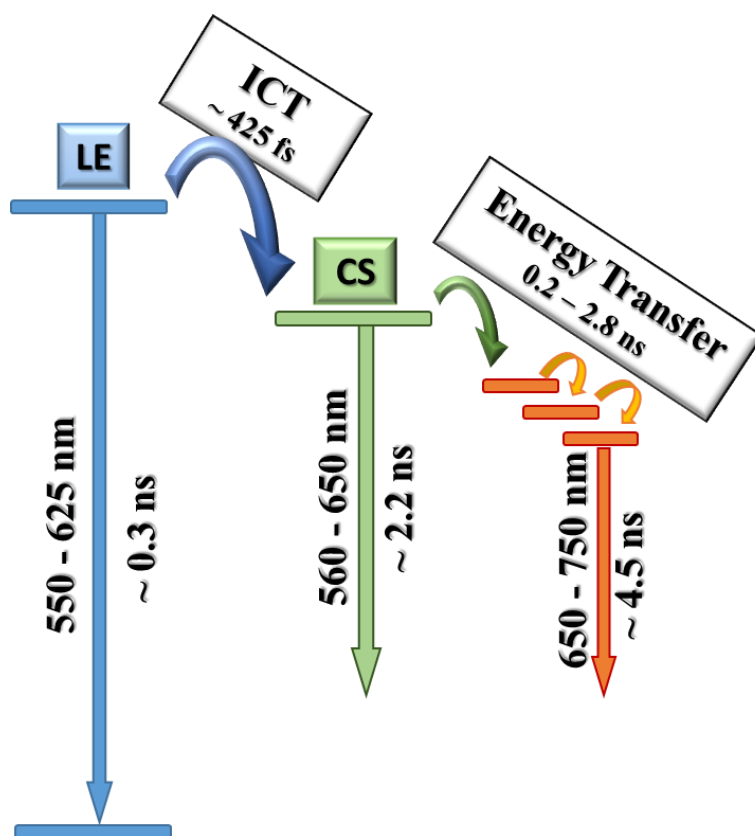 ICT
~ 425 fs
LE
Energy Transfer
0.2 – 2.8 ns
CS
550 - 625 nm
~ 0.3 ns
560 - 650 nm
~ 2.2 ns
650 - 750 nm
~ 4.5 ns